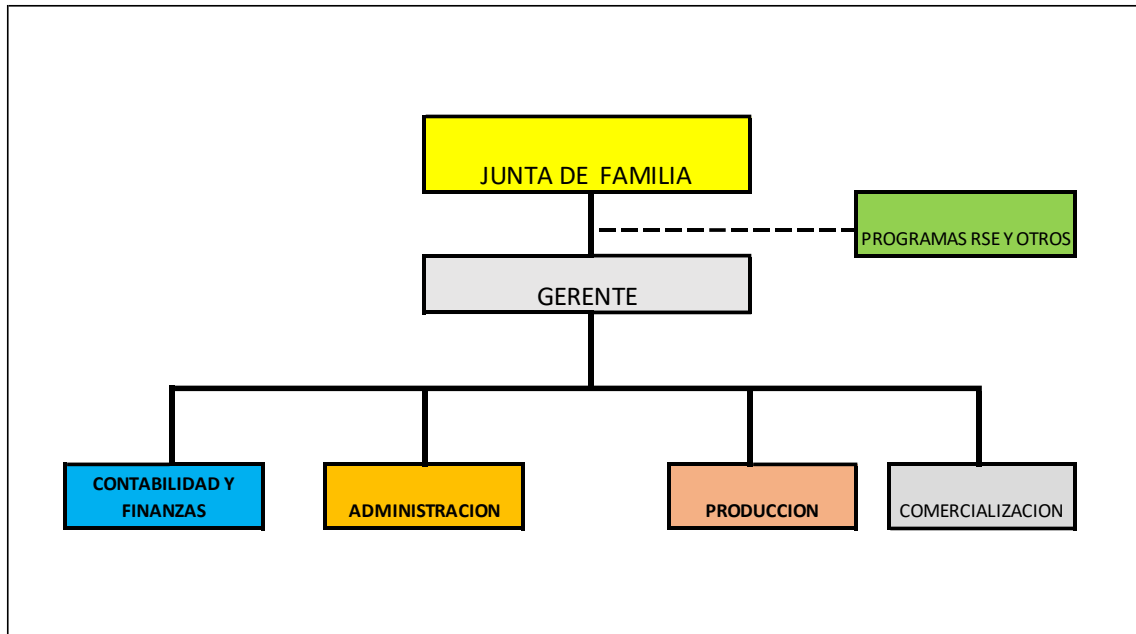 JUNTA DE FAMILIA
PROGRAMAS RSE Y OTROS
GERENTE
CONTABILIDAD Y
FINANZAS
ADMINISTRACION
PRODUCCION
COMERCIALIZACION